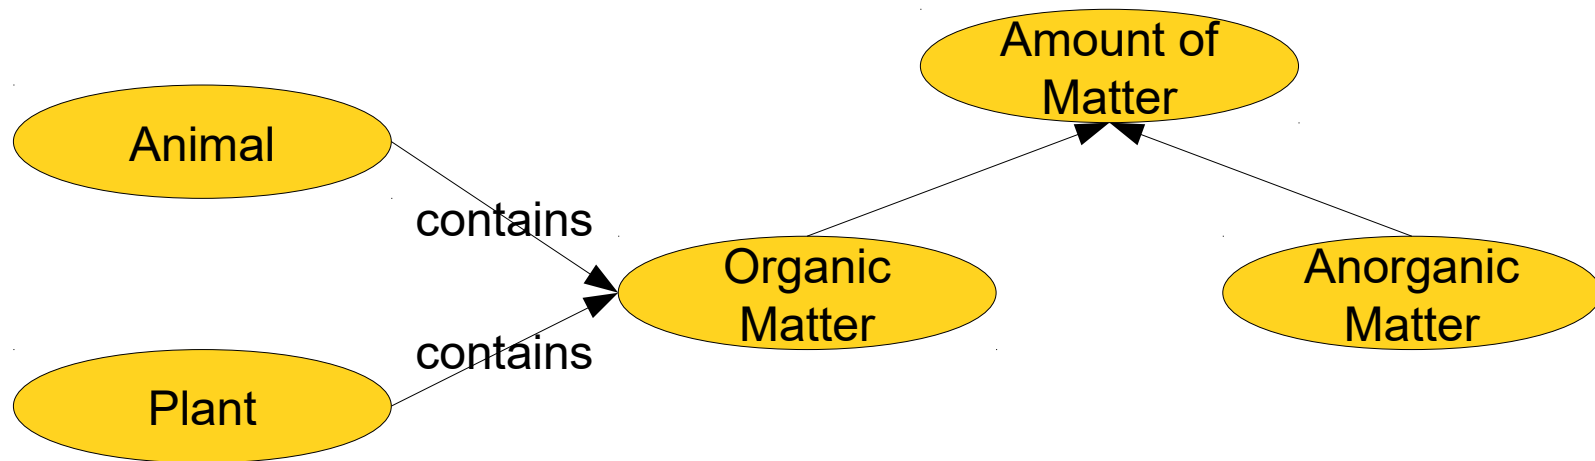 Amount of
Matter
Animal
contains
Organic
Matter
Anorganic
Matter
contains
Plant